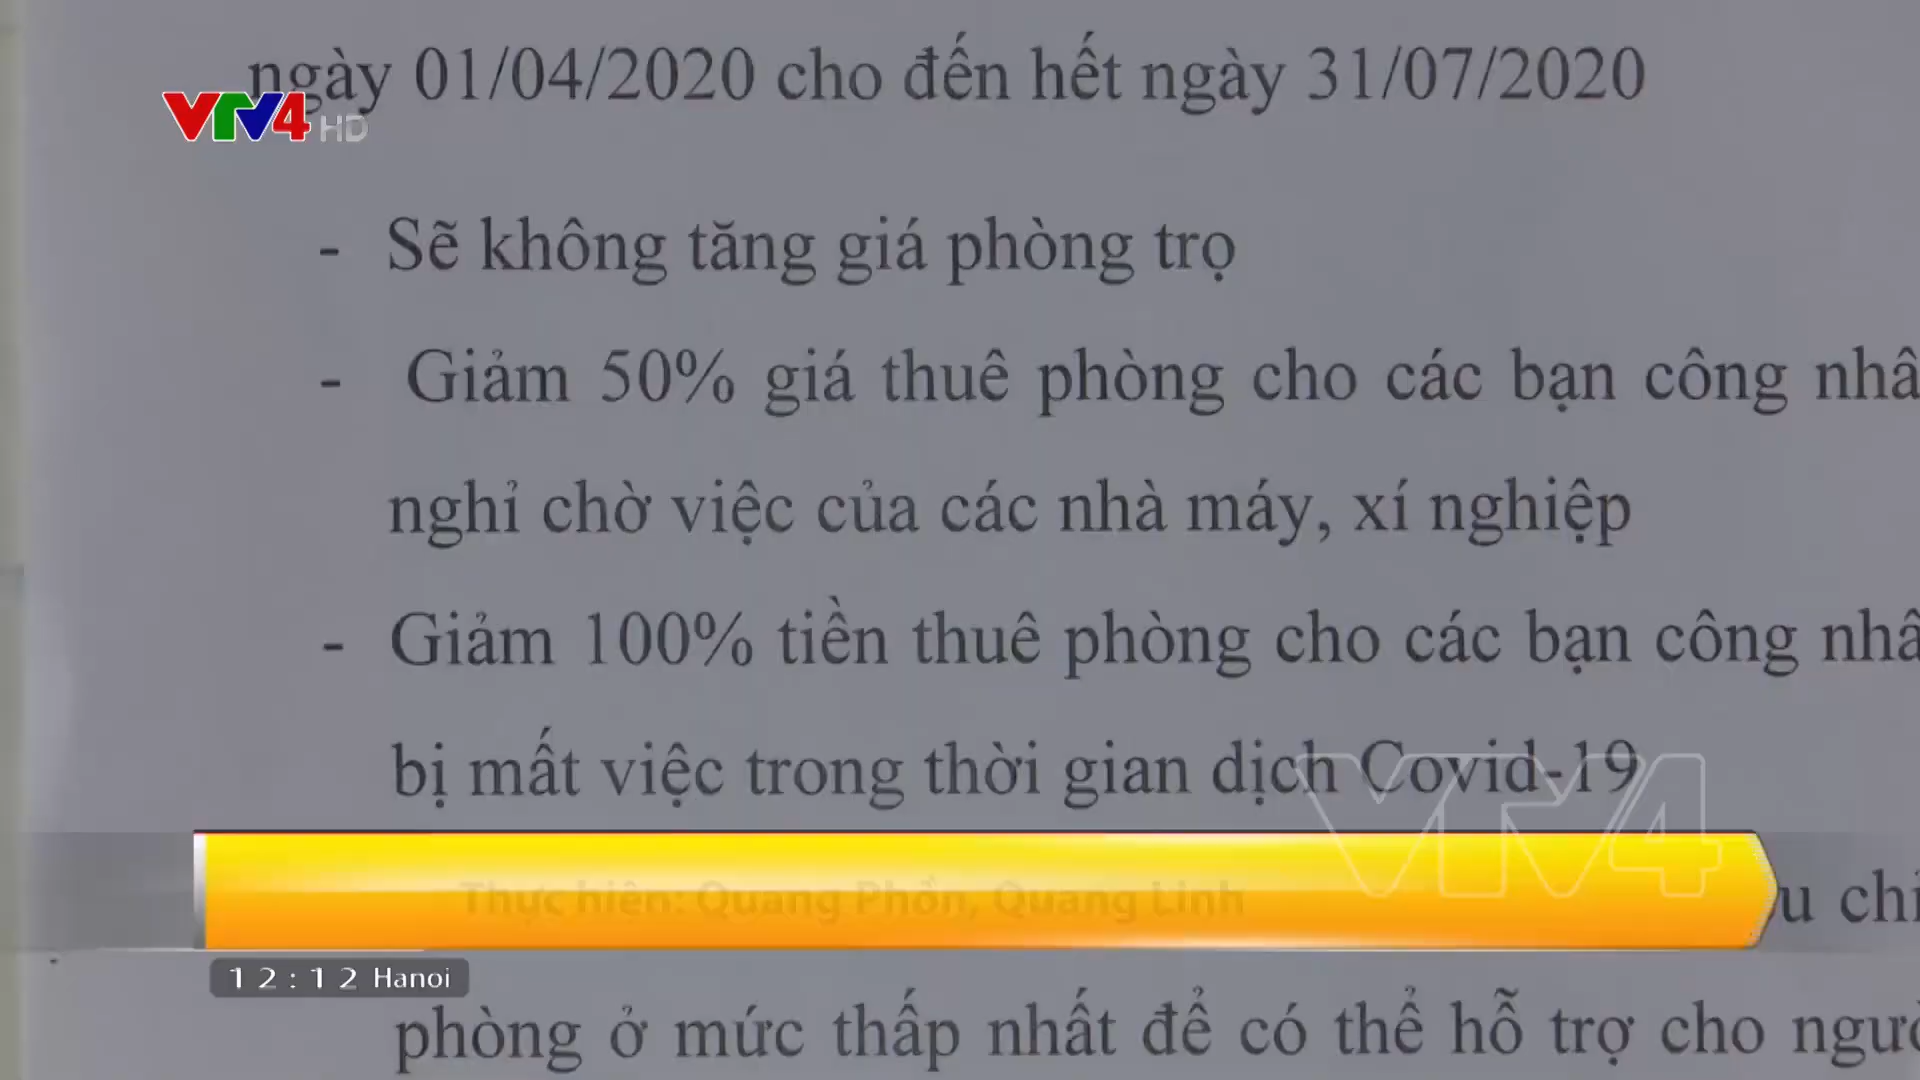 ngày 01/04/2020 cho đến hết ngày 31/07/2020
VTV4 HD
- Sẽ không tăng giá phòng trọ
- Giảm 50% giá thuê phòng cho các bạn công nhâ
nghỉ chờ việc của các nhà máy, xí nghiệp
- Giảm 100% tiền thuê phòng cho các bạn công nhâ
bị mất việc trong thời gian dịch Covid-19
VTV4
Thực hiện: Quang Phồn, Quang Linh
u chỉ
12:12 Hanoi
phòng ở mức thấp nhất để có thể hỗ trợ cho ngườ